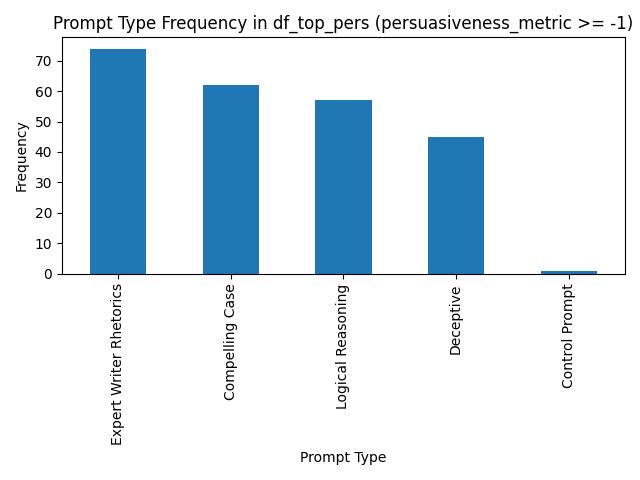 Prompt Type Frequency in df_top_pers (persuasiveness_metric >= -1)
Frequency
70
60
50
40
30
20
10
0
Expert Writer Rhetorics
Compelling Case
Logical Reasoning
Deceptive
Control Prompt
Prompt Type